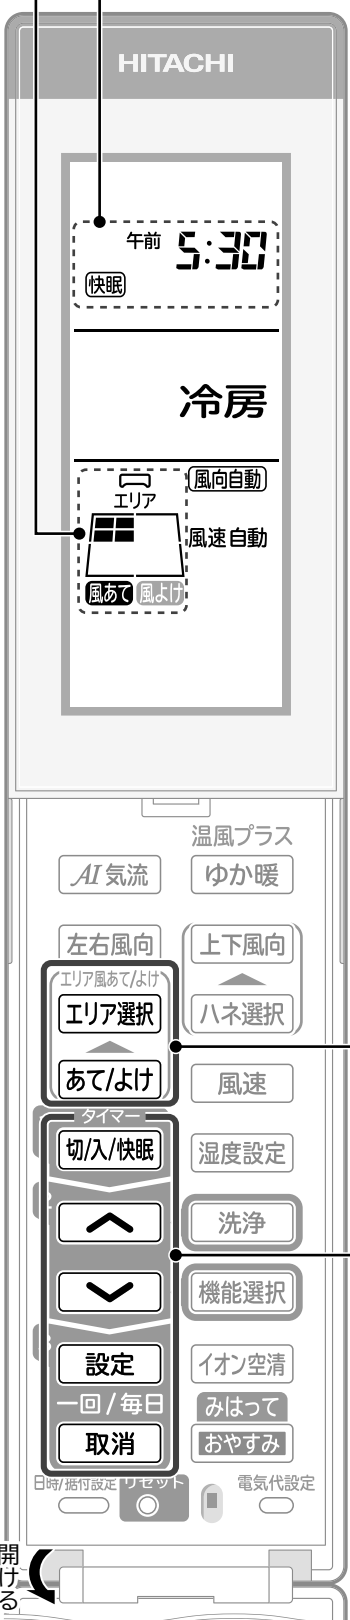 HITACHI
午前 5:30
快眠
冷房
風向自動
エリア
風速自動
風あて 風よけ
温風プラス
AI 気流 ゆか暖
左右風向 上下風向
エリア風あて/よけ
エリア選択 ハネ選択
あて/よけ 風速
タイマー
切/入/快眠 湿度設定
洗浄
機能選択
設定 イオン空清
一回/毎日 みはって
取消 おやすみ
日時/据付設定 リセット 電気代設定
開ける